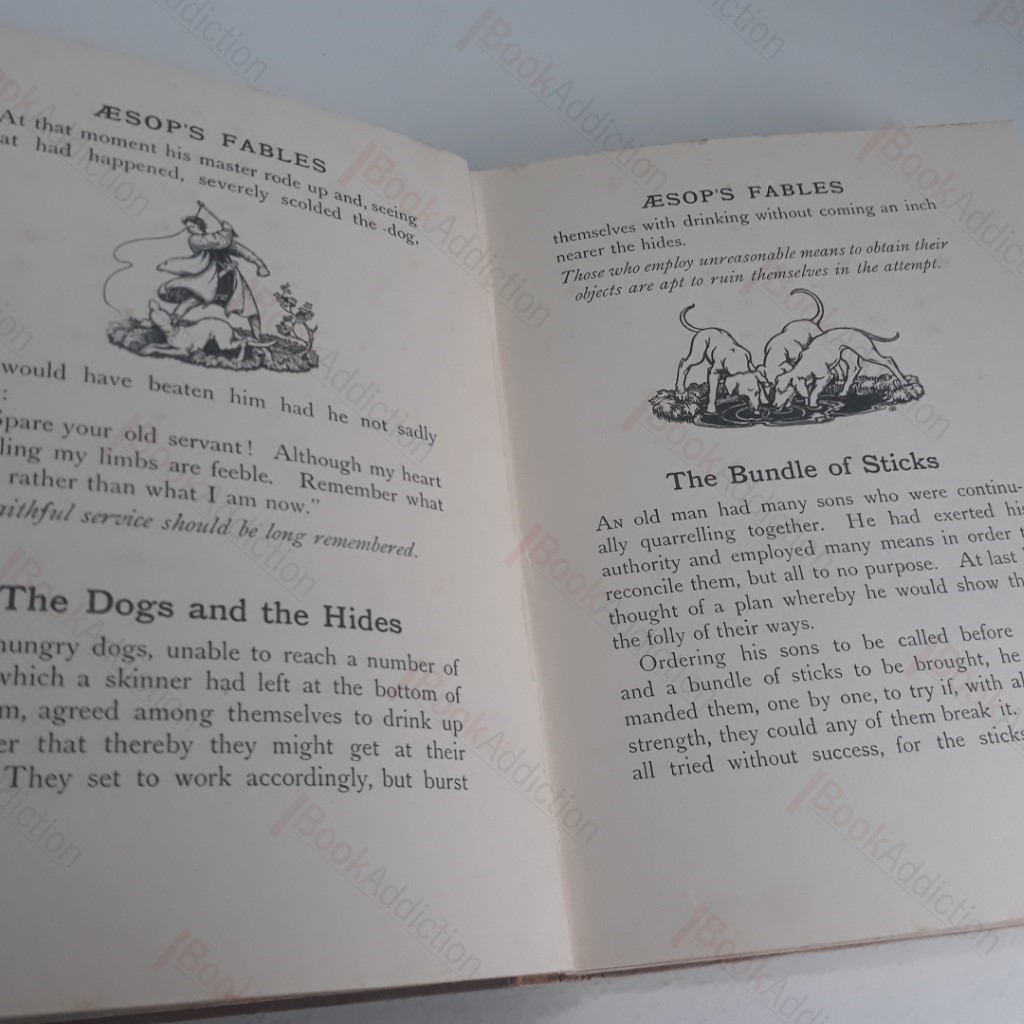 ÆSOP'S FABLES
At that moment his master rode up and, seeing
at had happened, severely scolded the dog,
would have beaten him had he not sadly
:
Spare your old servant! Although my heart
ling my limbs are feeble. Remember what
rather than what I am now."
aithful service should be long remembered.
The Dogs and the Hides
hungry dogs, unable to reach a number of
which a skinner had left at the bottom of
m, agreed among themselves to drink up
er that thereby they might get at their
They set to work accordingly, but burst
ÆSOP'S FABLES
themselves with drinking without coming an inch
nearer the hides.
Those who employ unreasonable means to obtain their
objects are apt to ruin themselves in the attempt.
The Bundle of Sticks
AN old man had many sons who were continu-
ally quarrelling together. He had exerted his
authority and employed many means in order t
reconcile them, but all to no purpose. At last
thought of a plan whereby he would show th
the folly of their ways.
Ordering his sons to be called before
and a bundle of sticks to be brought, he
manded them, one by one, to try if, with al
strength, they could any of them break it.
all tried without success, for the sticks
BookAddiction